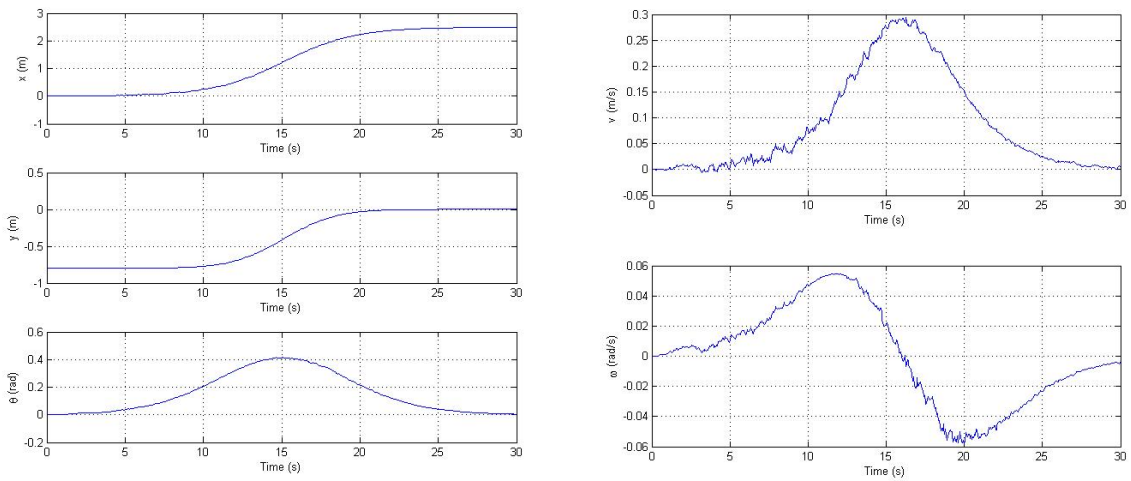 3
2
1
0
-1
x (m)
0 5 10 15 20 25 30
Time (s)
0.5
0
-0.5
-1
y (m)
0 5 10 15 20 25 30
Time (s)
0.6
0.4
0.2
0
-0.2
θ (rad)
0 5 10 15 20 25 30
Time (s)
0.3
0.25
0.2
0.15
0.1
0.05
0
-0.05
v (m/s)
0 5 10 15 20 25 30
Time (s)
0.06
0.04
0.02
0
-0.02
-0.04
-0.06
ω (rad/s)
0 5 10 15 20 25 30
Time (s)